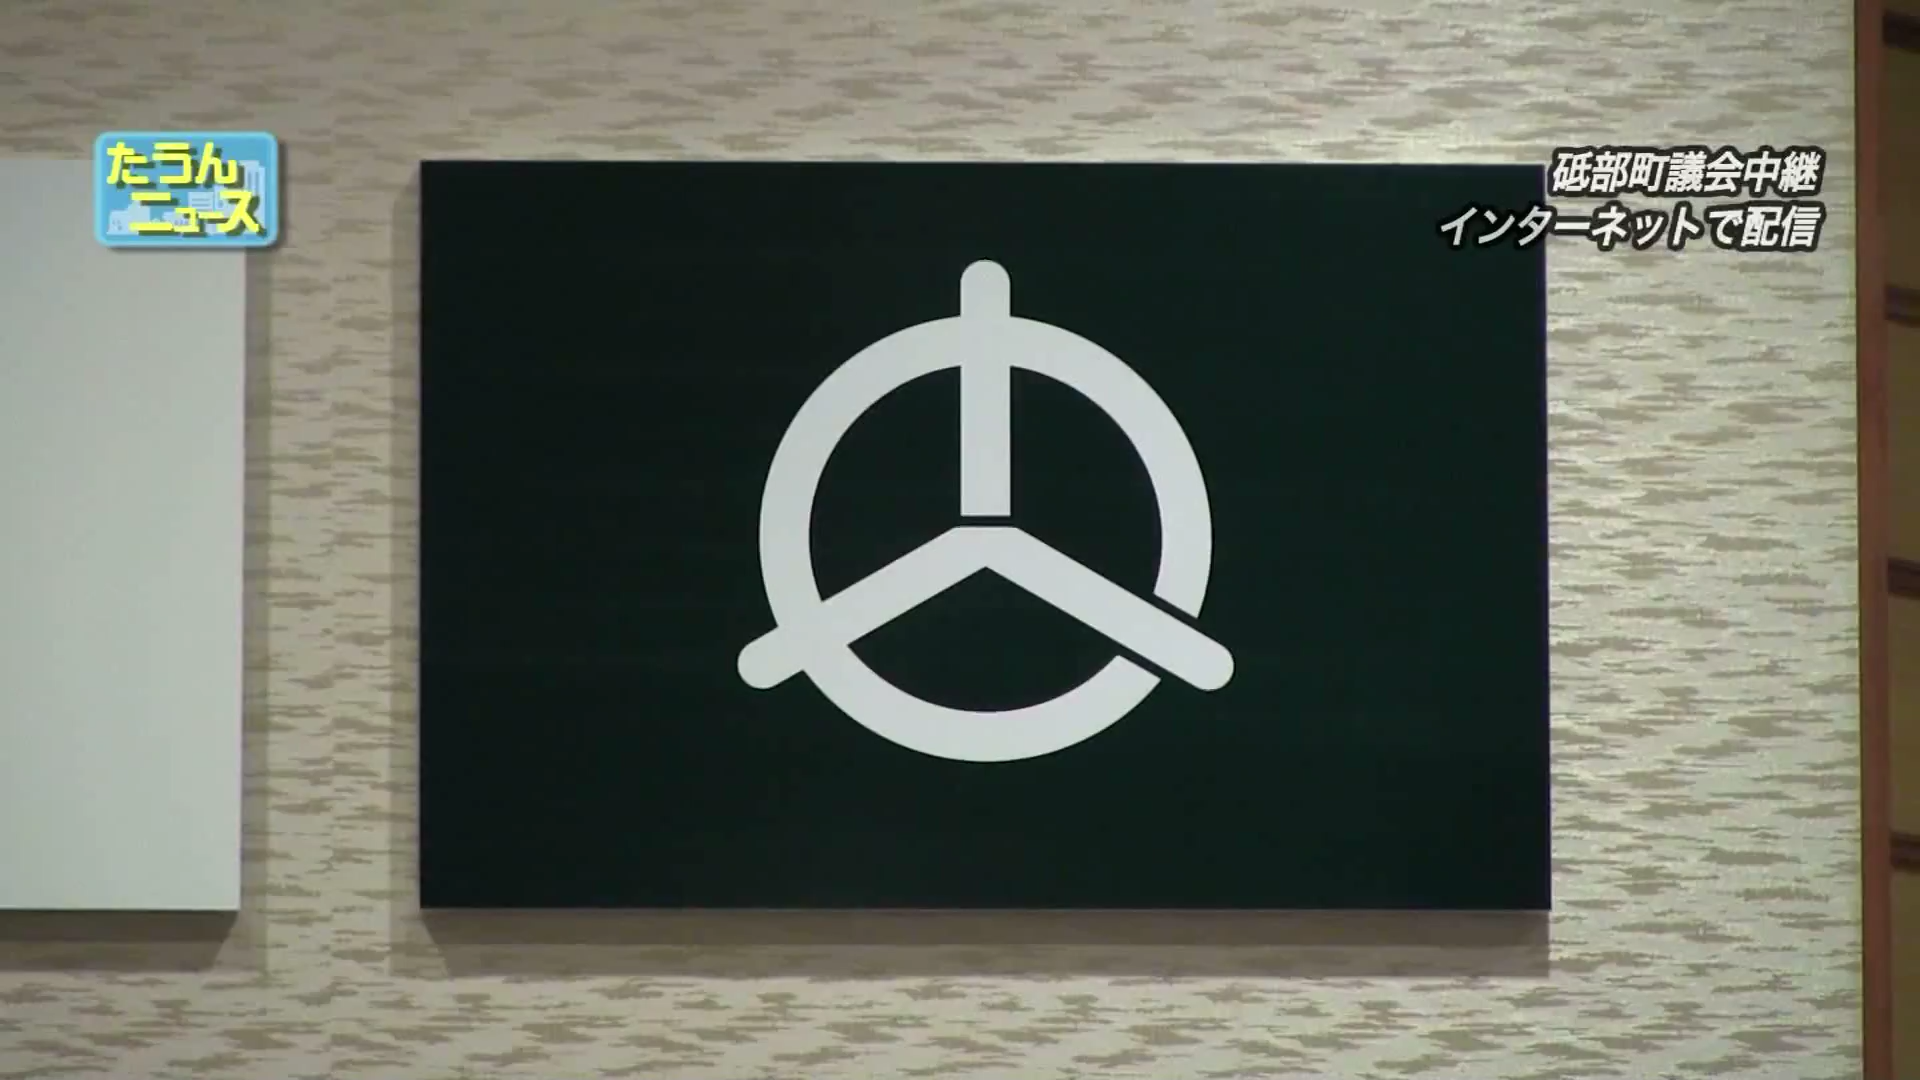 たうん
ニュース
砥部町議会中継
インターネットで配信